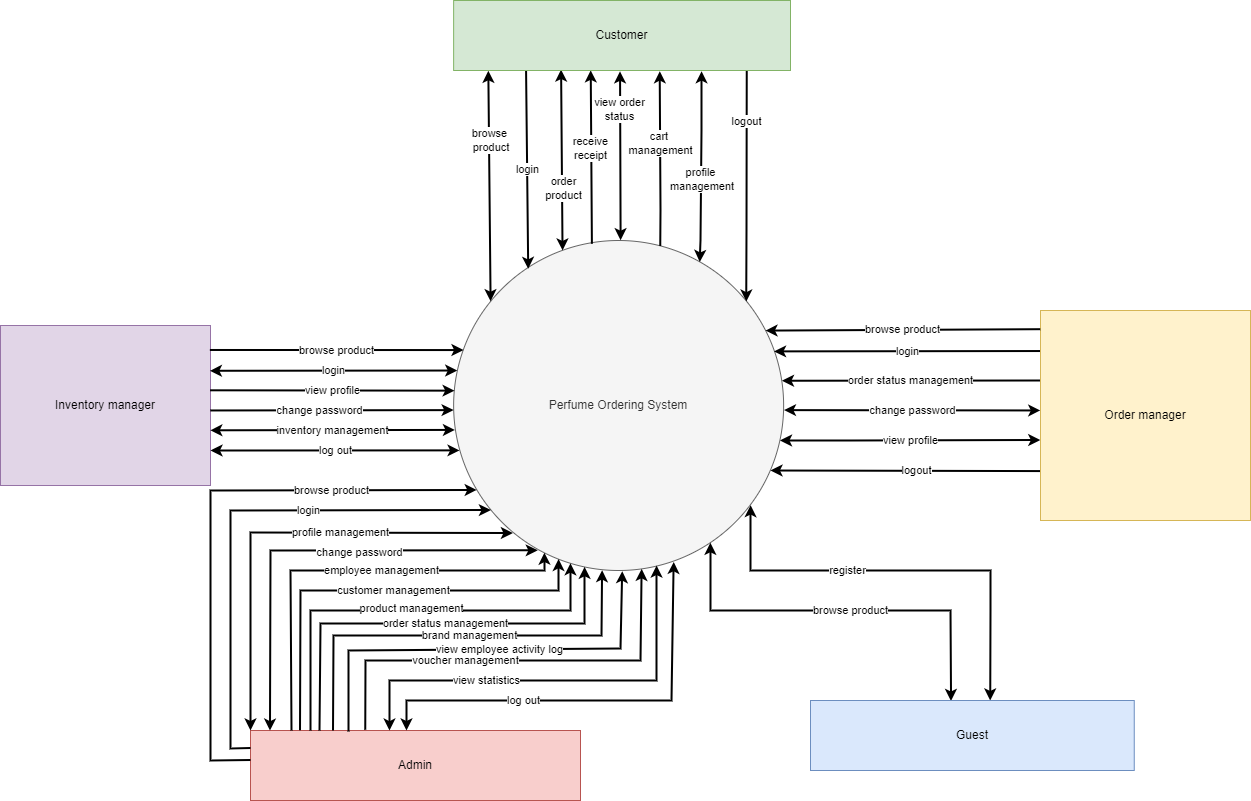 Customer
browse
product
login
order
product
receive
receipt
view order
status
cart
management
profile
management
logout
Inventory manager
browse product
login
view profile
change password
inventory management
log out
Perfume Ordering System
browse product
login
order status management
change password
view profile
logout
Order manager
browse product
login
profile management
change password
employee management
customer management
product management
order status management
brand management
view employee activity log
voucher management
view statistics
log out
Admin
register
browse product
Guest